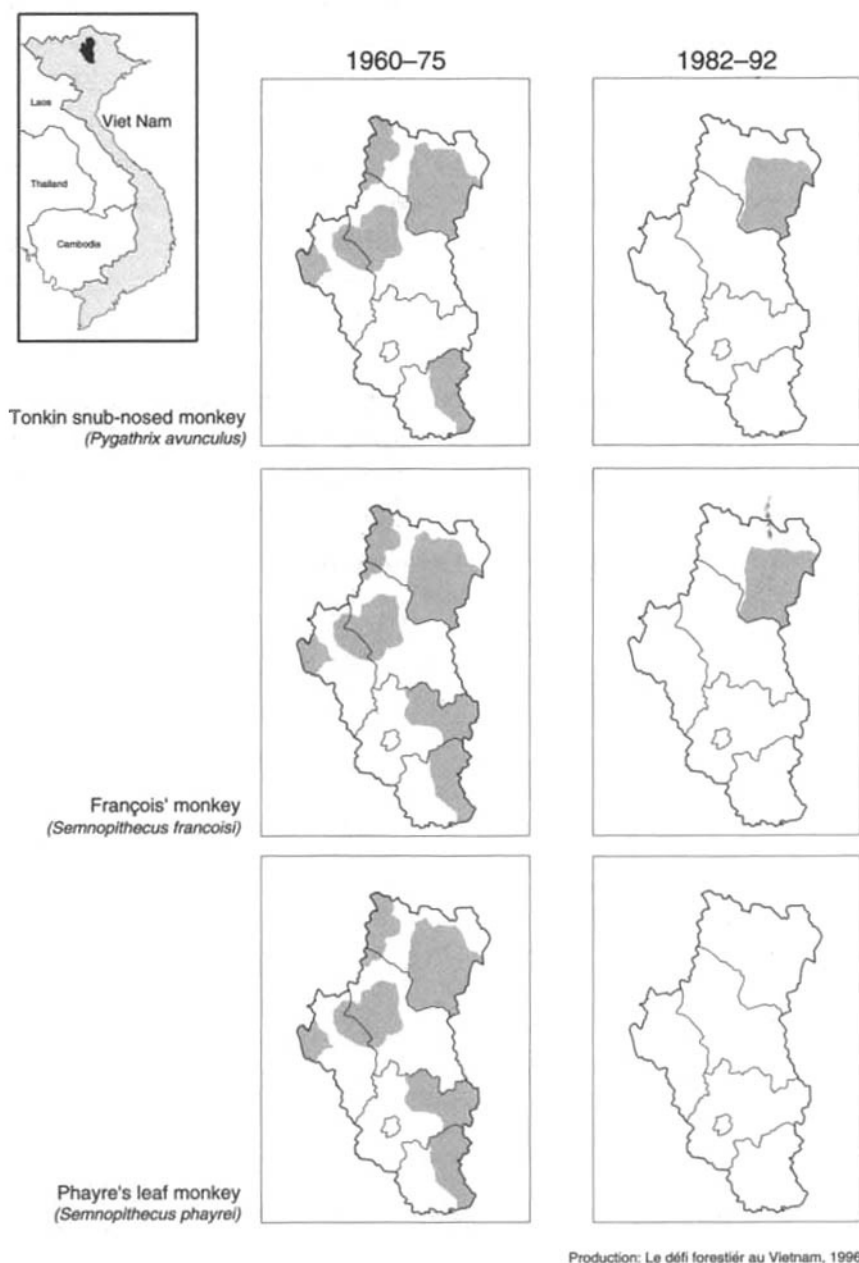 1960–75
1982–92
Laos
Viet Nam
Thailand
Cambodia
Tonkin snub-nosed monkey
(Pygathrix avunculus)
François' monkey
(Semnopithecus francoisi)
Phayre's leaf monkey
(Semnopithecus phayrei)
Production: Le défi forestiér au Vietnam, 1996